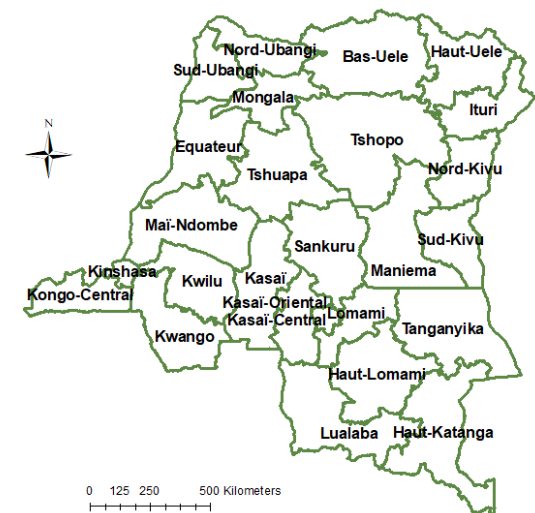 Nord-Ubangi
Bas-Uele
Haut-Uele
Sud-Ubangi
Mongala
Ituri
Equateur
Tshopo
Tshuapa
Nord-Kivu
N
Maï-Ndombe
Sankuru
Sud-Kivu
Kinshasa
Kwilu
Kasaï
Maniema
Kongo-Central
Kasaï-Oriental
Lomami
Kasaï-Central
Kwango
Tanganyika
Haut-Lomami
Lualaba
Haut-Katanga
0 125 250 500 Kilometers